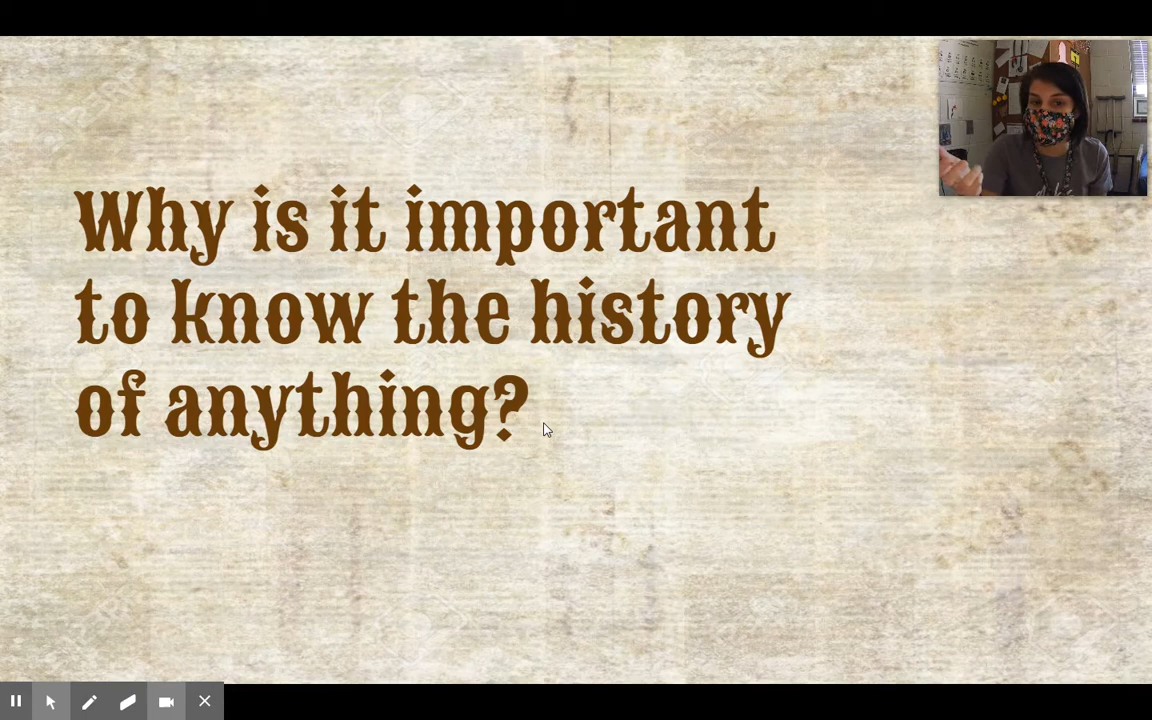 Why is it important
to know the history
of anything?